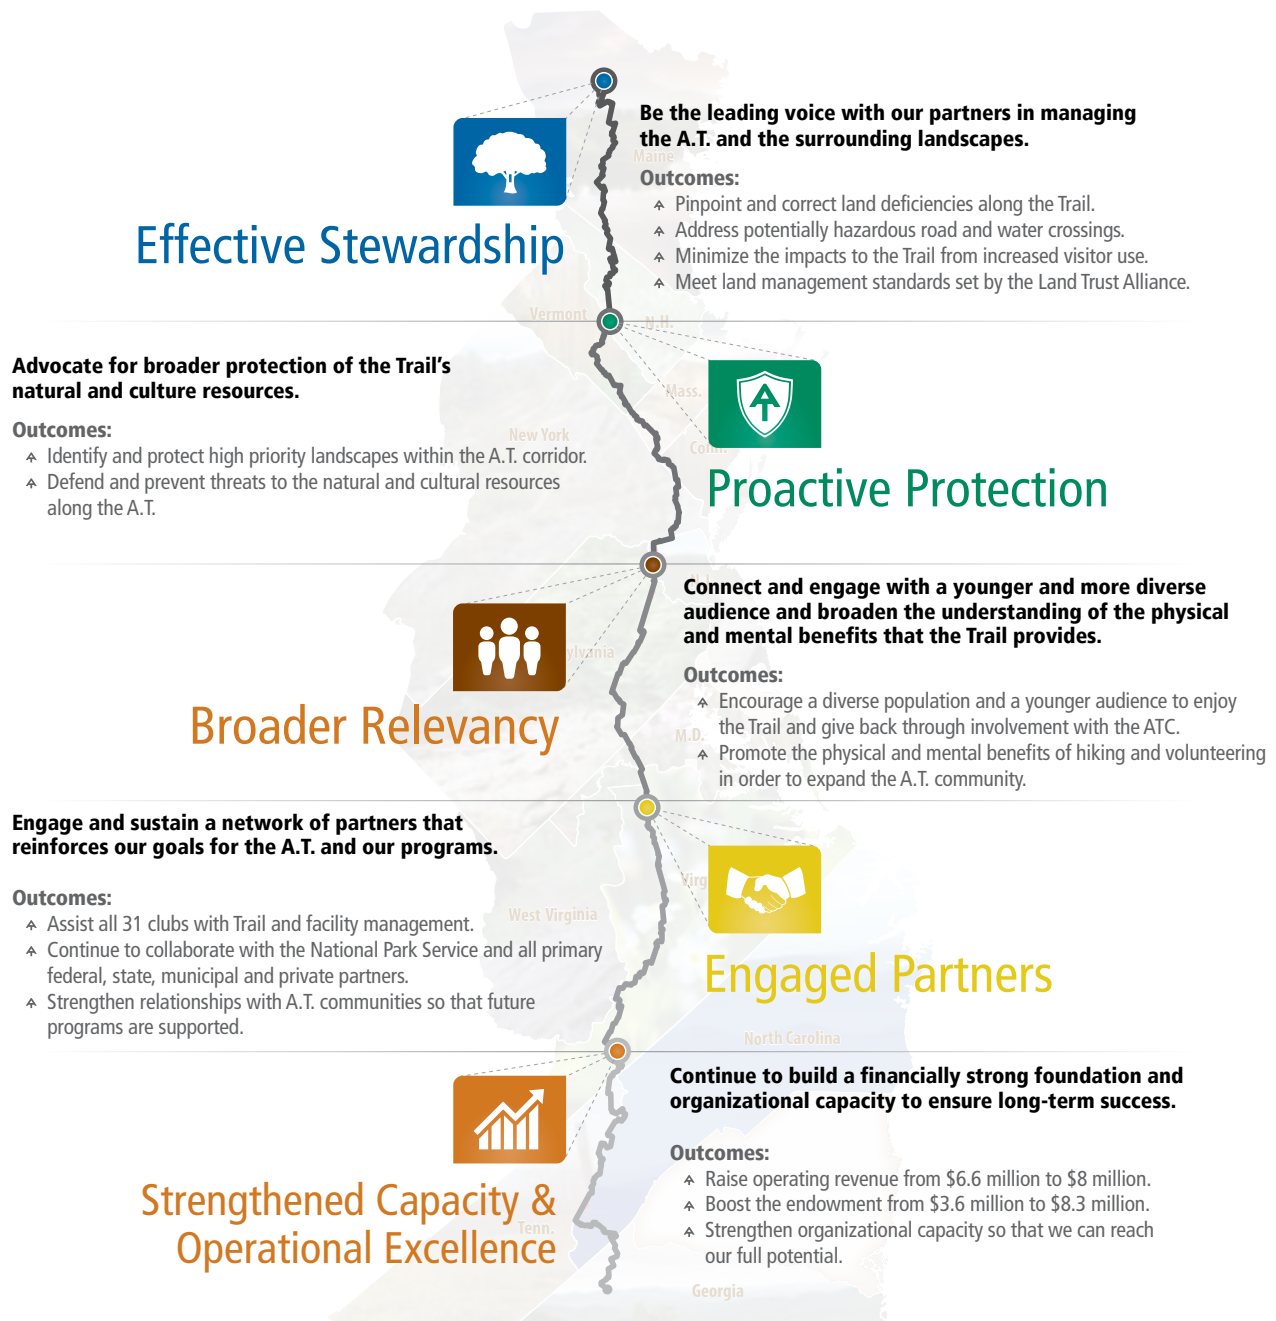 Be the leading voice with our partners in managing
the A.T. and the surrounding landscapes.
Maine
Outcomes:
Pinpoint and correct land deficiencies along the Trail.
Address potentially hazardous road and water crossings.
Minimize the impacts to the Trail from increased visitor use.
Meet land management standards set by the Land Trust Alliance.
Effective Stewardship
Vermont
N.H.
Advocate for broader protection of the Trail's
natural and culture resources.
Outcomes:
Identify and protect high priority landscapes within the A.T. corridor.
Defend and prevent threats to the natural and cultural resources
along the A.T.
Mass.
New York
Conn.
Proactive Protection
Connect and engage with a younger and more diverse
audience and broaden the understanding of the physical
and mental benefits that the Trail provides.
Outcomes:
Encourage a diverse population and a younger audience to enjoy
the Trail and give back through involvement with the ATC.
Promote the physical and mental benefits of hiking and volunteering
in order to expand the A.T. community.
ylvania
Broader Relevancy
M.D.
Engage and sustain a network of partners that
reinforces our goals for the A.T. and our programs.
Outcomes:
Assist all 31 clubs with Trail and facility management.
Continue to collaborate with the National Park Service and all primary
federal, state, municipal and private partners.
Strengthen relationships with A.T. communities so that future
programs are supported.
Virg
West Virginia
Engaged Partners
North Carolina
Continue to build a financially strong foundation and
organizational capacity to ensure long-term success.
Outcomes:
Raise operating revenue from $6.6 million to $8 million.
Boost the endowment from $3.6 million to $8.3 million.
Strengthen organizational capacity so that we can reach
our full potential.
Strengthened Capacity &
Operational Excellence
Tenn.
Georgia